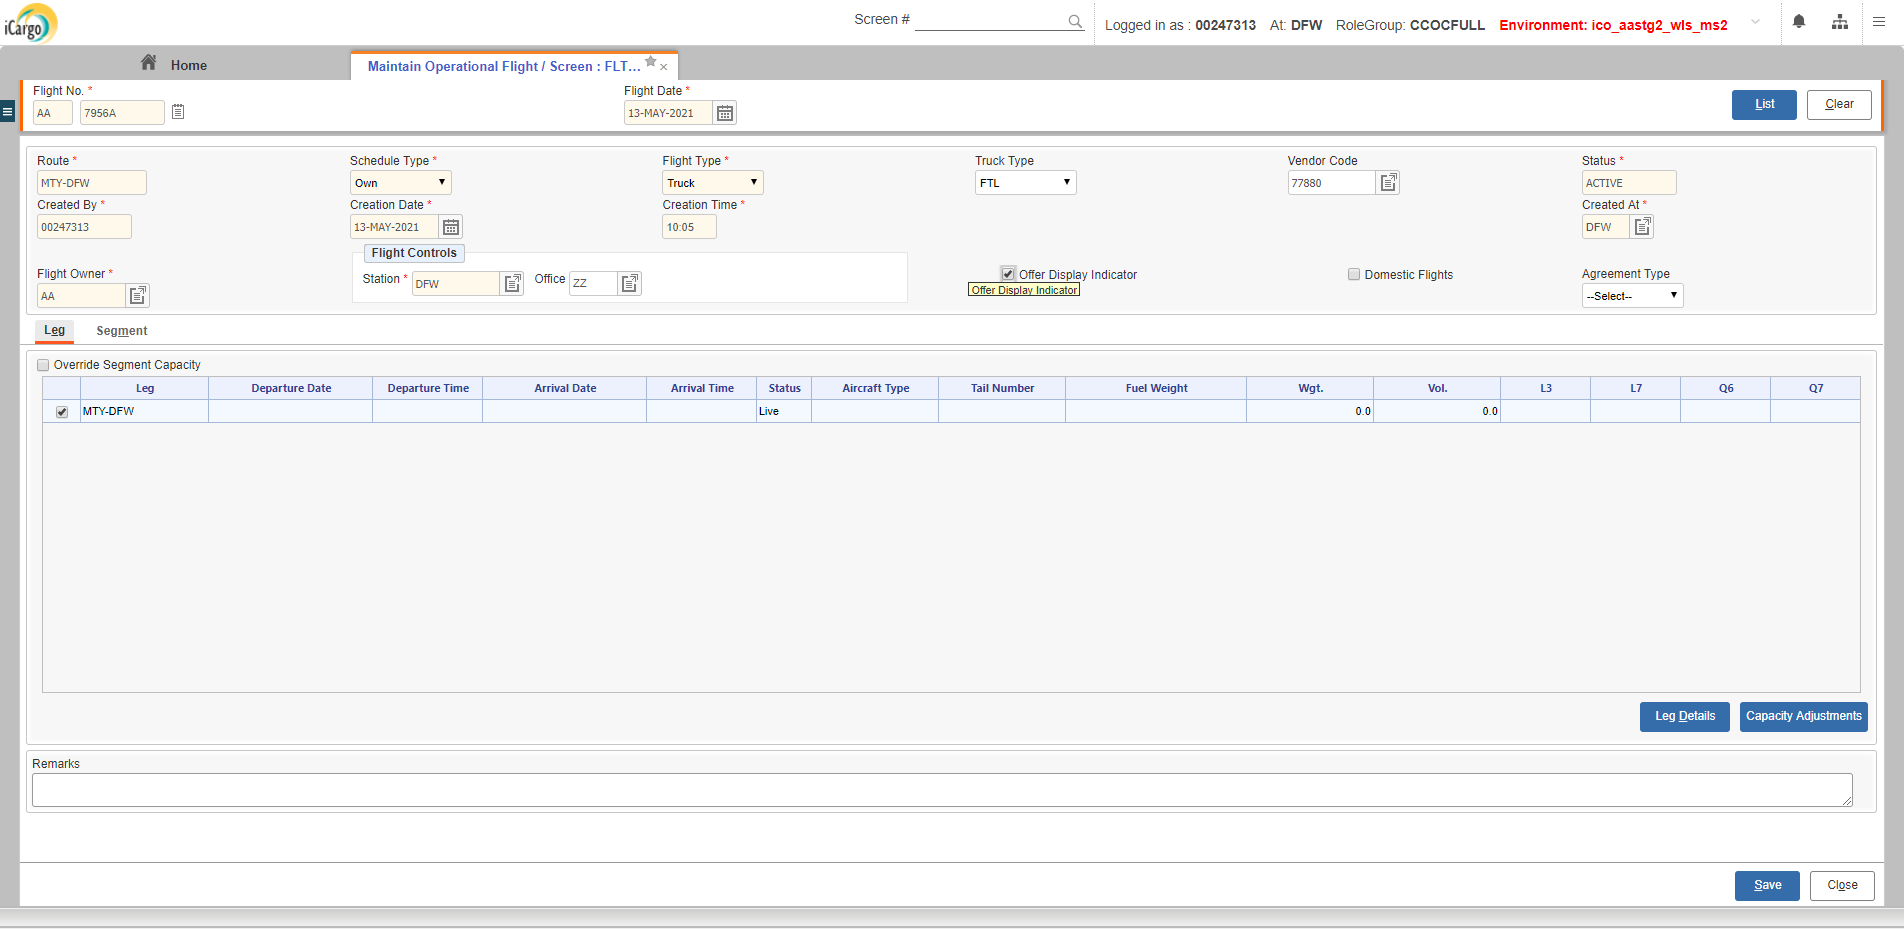 iCargo
Screen #
Logged in as : 00247313 At: DFW RoleGroup: CCOCFULL Environment: ico_aastg2_wls_ms2
Home
Maintain Operational Flight / Screen : FLT...
Flight No. *
Flight Date *
AA 7956A
13-MAY-2021
List
Clear
Route *
Schedule Type *
Flight Type *
Truck Type
Vendor Code
Status *
MTY-DFW
Own
Truck
FTL
77880
ACTIVE
Created By *
Creation Date *
Creation Time *
Created At *
00247313
13-MAY-2021
10:05
DFW
Flight Controls
Flight Owner *
Station * DFW
Office ZZ
Offer Display Indicator
Domestic Flights
Agreement Type
AA
Offer Display Indicator
--Select--
Leg
Segment
Override Segment Capacity
Leg Departure Date Departure Time Arrival Date Arrival Time Status Aircraft Type Tail Number Fuel Weight Wgt. Vol. L3 L7 Q6 Q7
MTY-DFW Live 0.0 0.0
Leg Details
Capacity Adjustments
Remarks
Save
Close